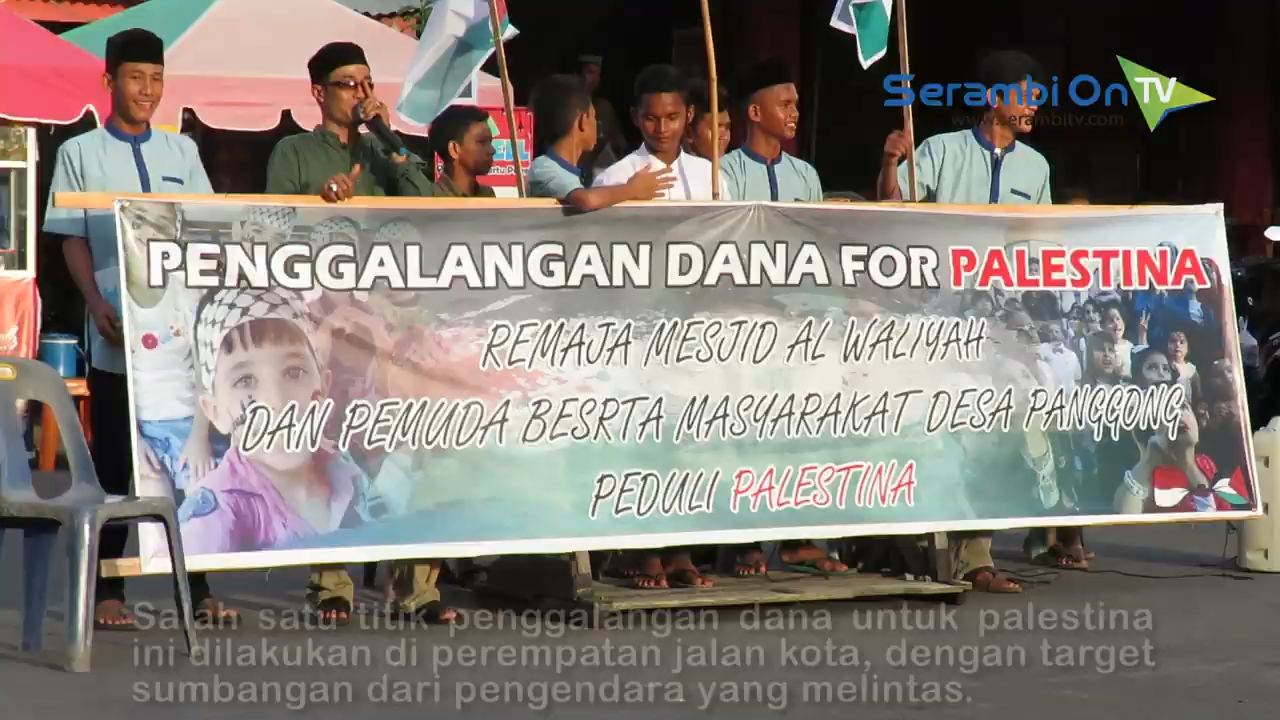 Serambi On TV
www.serambitv.com
PENGGALANGAN DANA FOR PALESTINA
REMAJA MESJID AL WALIYAH
DAN PEMUDA BESRTA MASYARAKAT DESA PANGGONG
PEDULI PALESTINA
Salah satu titik penggalangan dana untuk palestina
ini dilakukan di perempatan jalan kota, dengan target
sumbangan dari pengendara yang melintas.